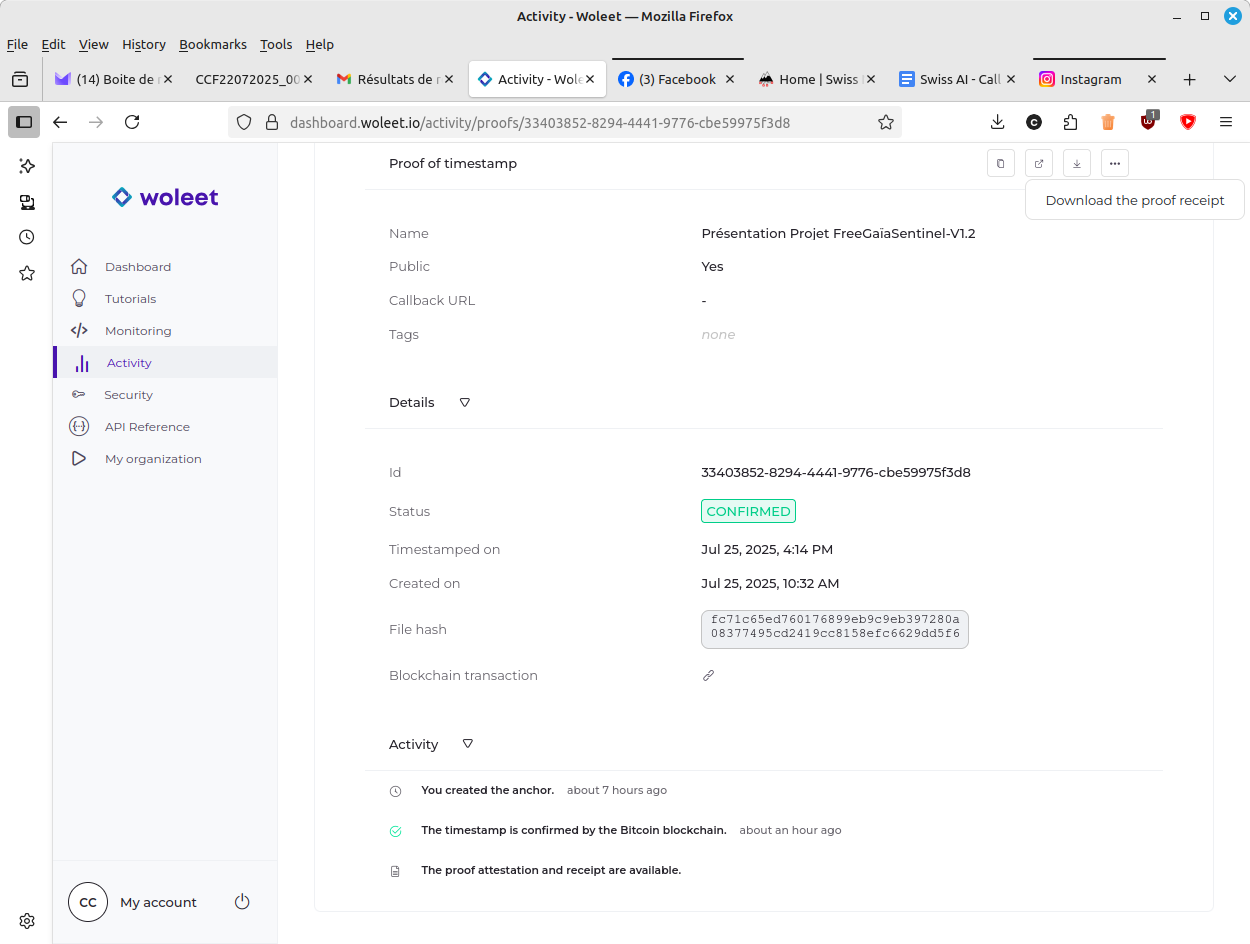 Activity - Woleet — Mozilla Firefox
File Edit View History Bookmarks Tools Help
(14) Boite de r
CCF22072025_00
Résultats de r
Activity - Wole
(3) Facebook
Home | Swiss
Swiss AI - Call
Instagram
dashboard.woleet.io/activity/proofs/33403852-8294-4441-9776-cbe59975f3d8
C
1
woleet
Dashboard
Tutorials
Monitoring
Activity
Security
API Reference
My organization
CC My account
Proof of timestamp
Download the proof receipt
Name Présentation Projet FreeGaïaSentinel-V1.2
Public Yes
Callback URL -
Tags none
Details
Id 33403852-8294-4441-9776-cbe59975f3d8
Status CONFIRMED
Timestamped on Jul 25, 2025, 4:14 PM
Created on Jul 25, 2025, 10:32 AM
File hash fc71c65ed760176899eb9c9eb397280a
08377495cd2419cc8158efc6629dd5f6
Blockchain transaction
Activity
You created the anchor. about 7 hours ago
The timestamp is confirmed by the Bitcoin blockchain. about an hour ago
The proof attestation and receipt are available.